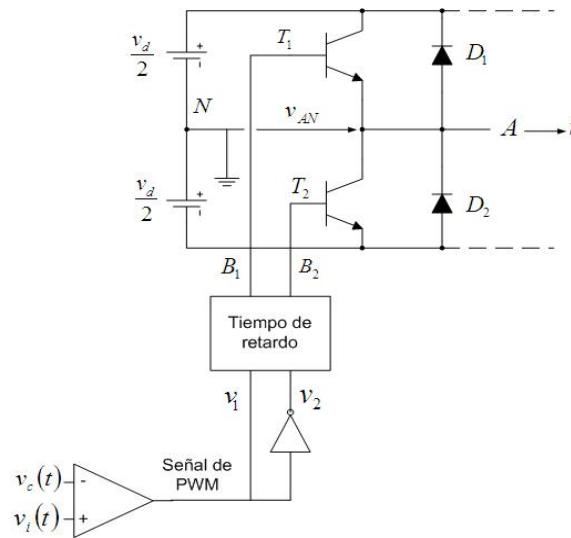 v_d/2
+
-
T_1
D_1
N
v_AN
A
i
v_d/2
+
-
T_2
D_2
B_1
B_2
Tiempo de
retardo
v_1
v_2
Señal de
PWM
v_c(t)
-
v_i(t)
+